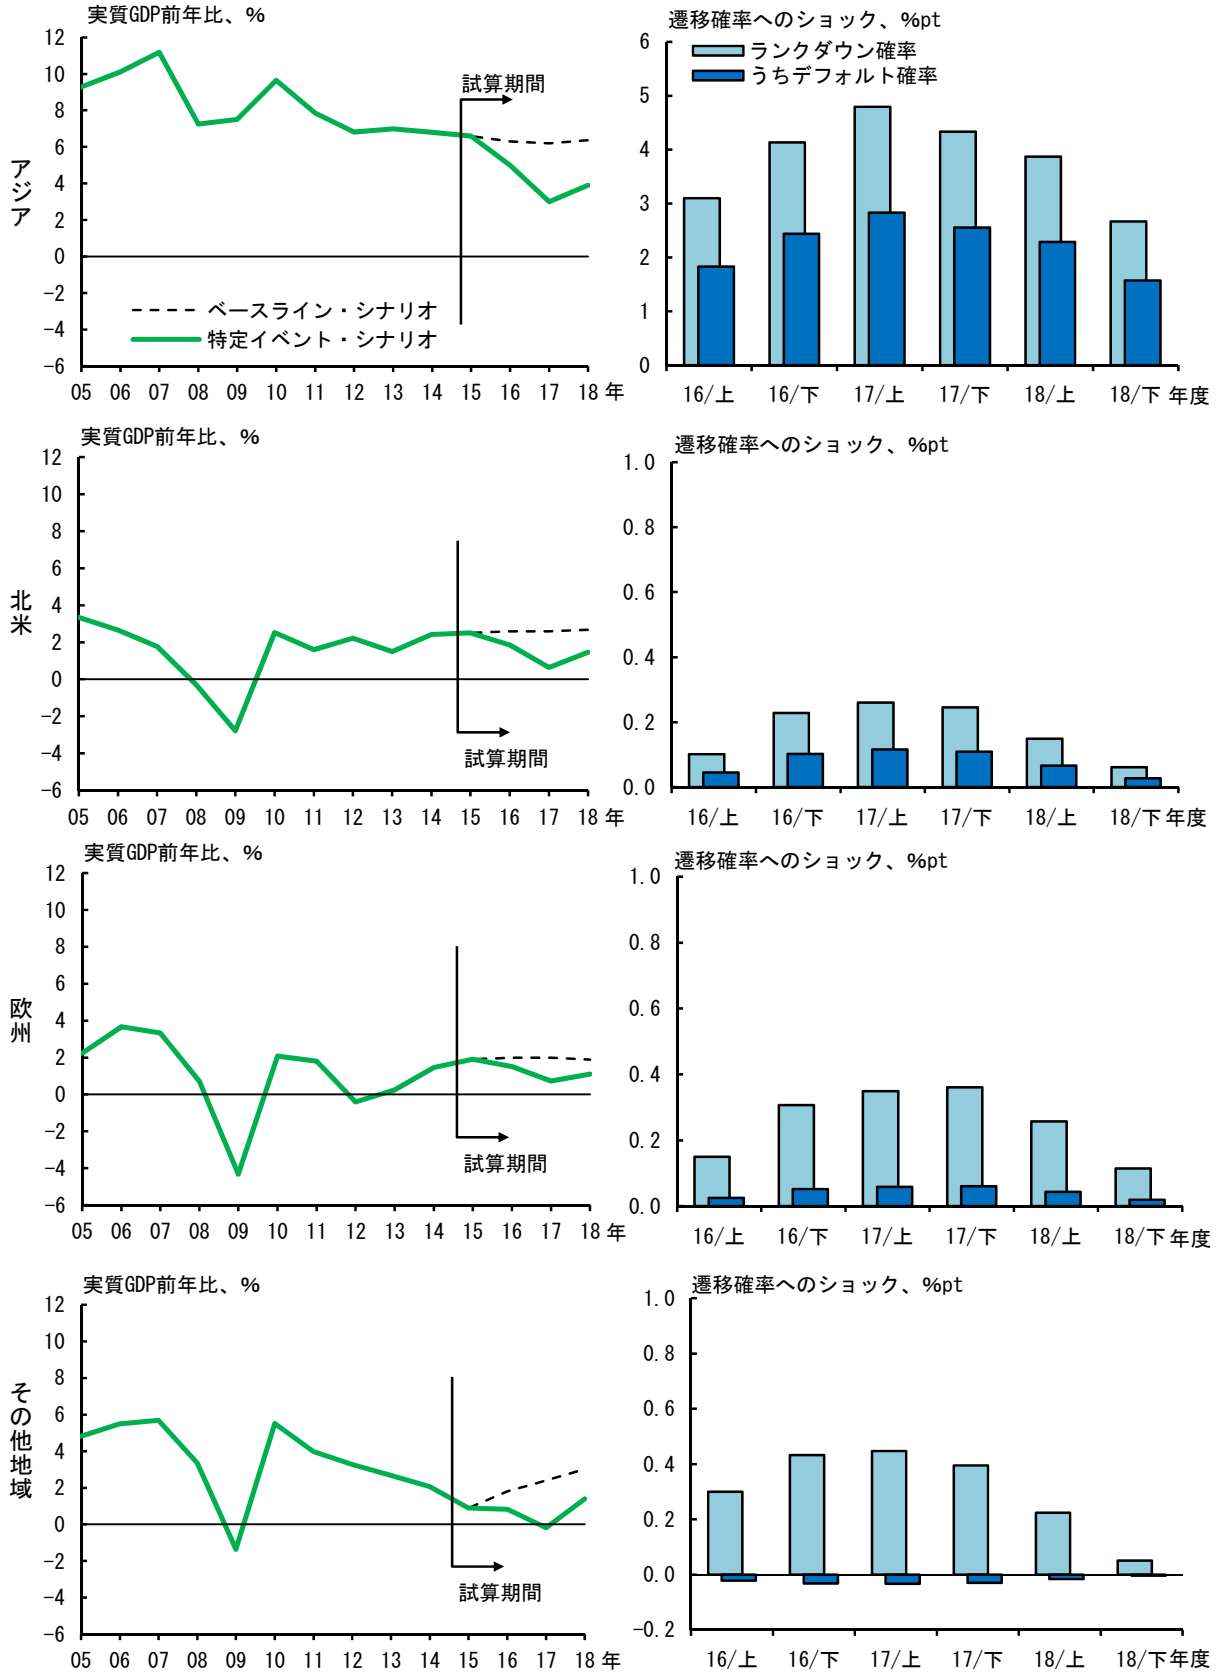 実質GDP前年比、%
12
10
8
6
4
2
0
−2
−4
−6
アジア
試算期間
ベースライン・シナリオ
特定イベント・シナリオ
05 06 07 08 09 10 11 12 13 14 15 16 17 18 年
遷移確率へのショック、%pt
6
5
4
3
2
1
0
ランクダウン確率
うちデフォルト確率
16/上 16/下 17/上 17/下 18/上 18/下 年度
実質GDP前年比、%
12
10
8
6
4
2
0
−2
−4
−6
北米
試算期間
05 06 07 08 09 10 11 12 13 14 15 16 17 18 年
遷移確率へのショック、%pt
1.0
0.8
0.6
0.4
0.2
0.0
16/上 16/下 17/上 17/下 18/上 18/下 年度
実質GDP前年比、%
12
10
8
6
4
2
0
−2
−4
−6
欧州
試算期間
05 06 07 08 09 10 11 12 13 14 15 16 17 18 年
遷移確率へのショック、%pt
1.0
0.8
0.6
0.4
0.2
0.0
16/上 16/下 17/上 17/下 18/上 18/下 年度
実質GDP前年比、%
12
10
8
6
4
2
0
−2
−4
−6
その他地域
試算期間
05 06 07 08 09 10 11 12 13 14 15 16 17 18 年
遷移確率へのショック、%pt
1.0
0.8
0.6
0.4
0.2
0.0
−0.2
16/上 16/下 17/上 17/下 18/上 18/下 年度